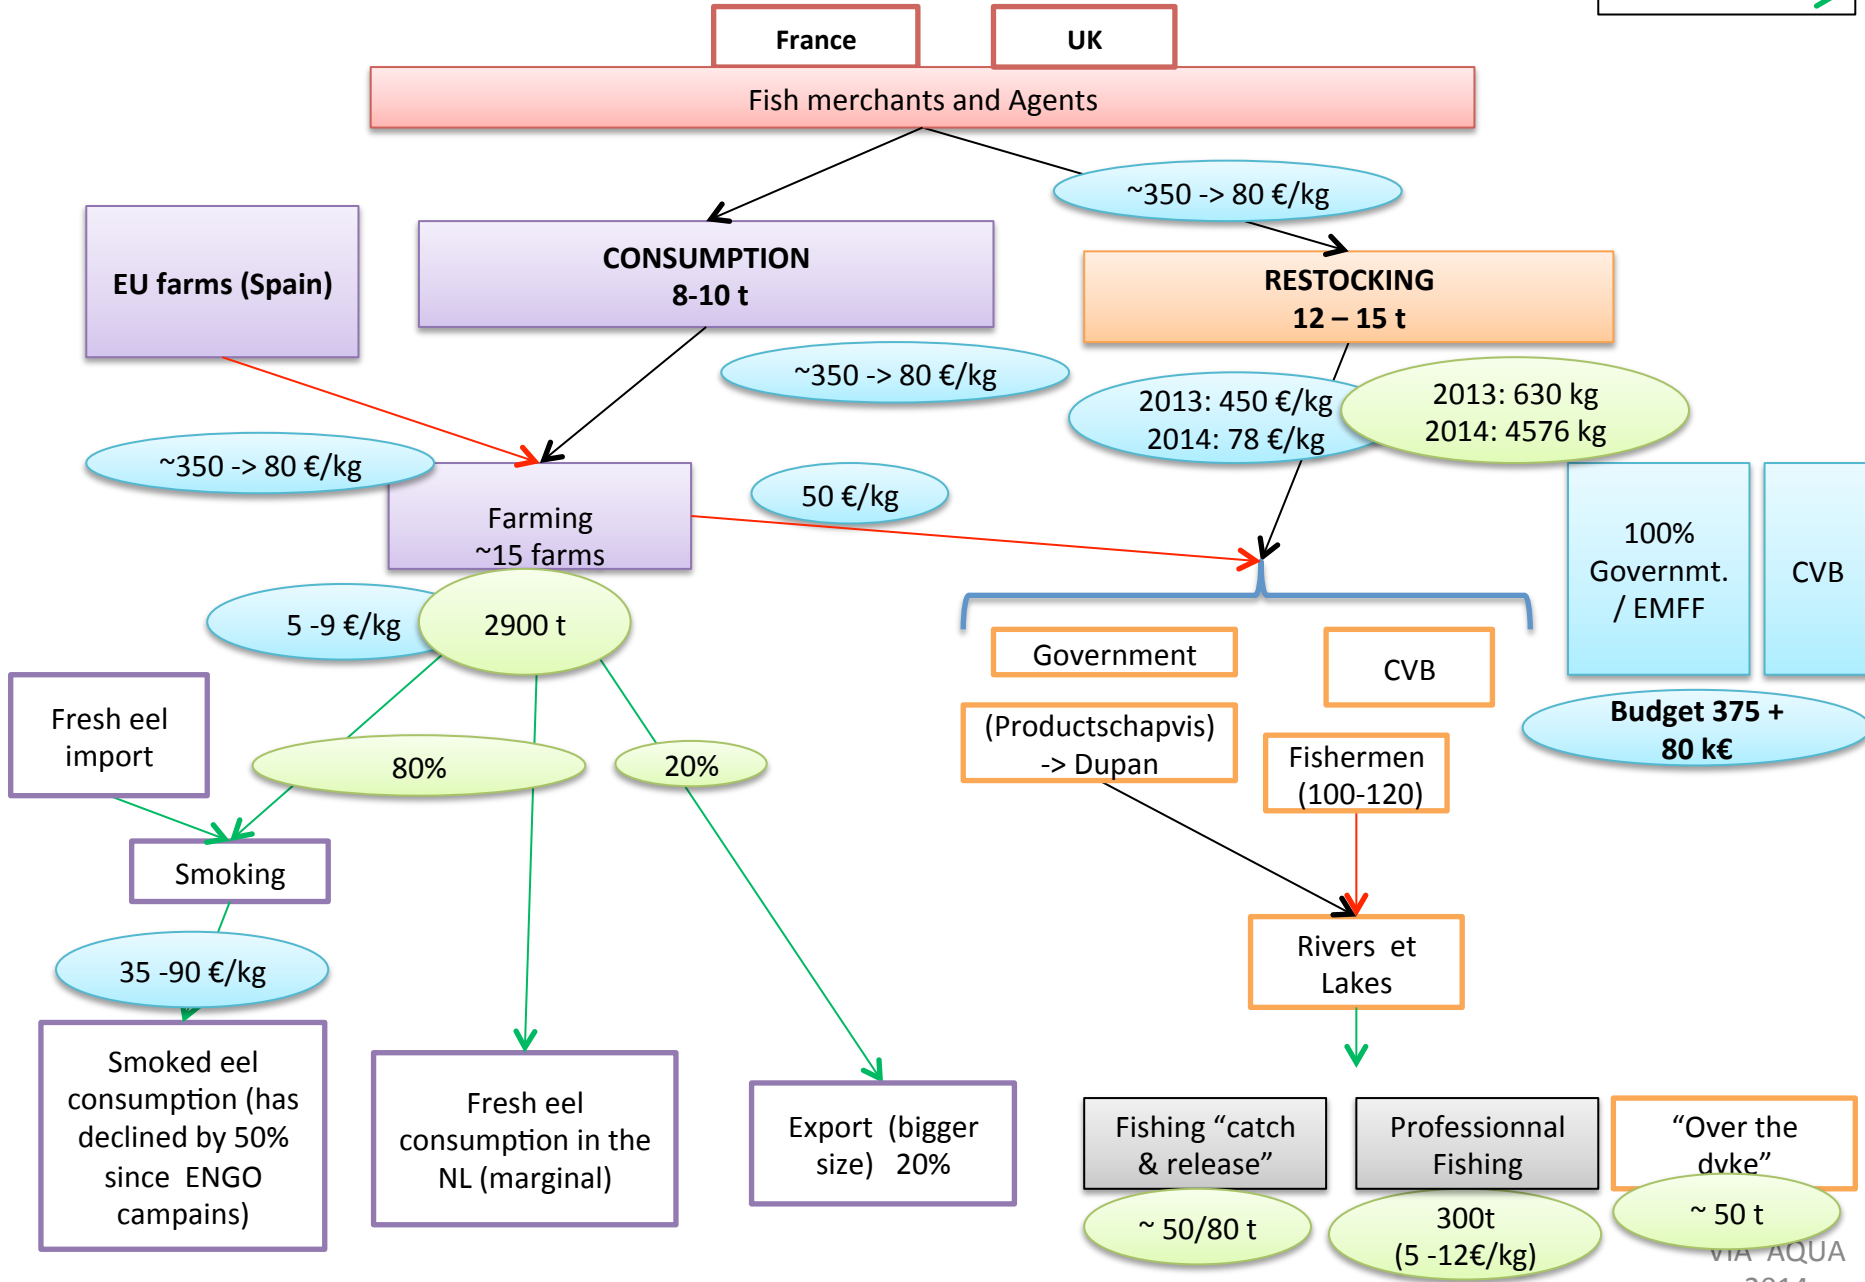 France
UK
Fish merchants and Agents
~350 -> 80 €/kg
EU farms (Spain)
CONSUMPTION
8-10 t
RESTOCKING
12 – 15 t
~350 -> 80 €/kg
2013: 450 €/kg
2014: 78 €/kg
2013: 630 kg
2014: 4576 kg
~350 -> 80 €/kg
50 €/kg
Farming
~15 farms
100%
Governmt.
/ EMFF
CVB
5 -9 €/kg
2900 t
Government
CVB
Fresh eel
import
(Productschapvis)
-> Dupan
Budget 375 +
80 k€
80%
20%
Fishermen
(100-120)
Smoking
35 -90 €/kg
Rivers et
Lakes
Smoked eel
consumption (has
declined by 50%
since ENGO
campains)
Fresh eel
consumption in the
NL (marginal)
Export (bigger
size) 20%
Fishing “catch
& release”
Professionnal
Fishing
“Over the
dyke”
~ 50/80 t
300t
(5 -12€/kg)
~ 50 t
VIA AQUA
2014